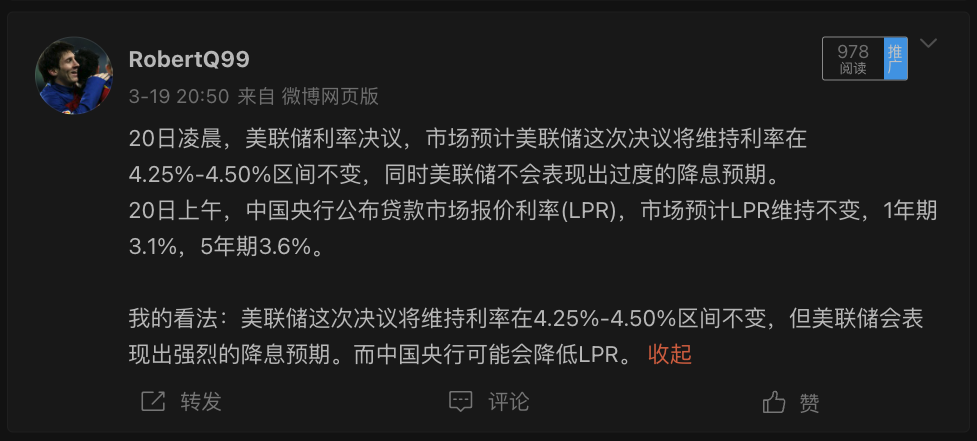 RobertQ99
978
阅读
推广
3-19 20:50 来自 微博网页版
20日凌晨，美联储利率决议，市场预计美联储这次决议将维持利率在
4.25%-4.50%区间不变，同时美联储不会表现出过度的降息预期。
20日上午，中国央行公布贷款市场报价利率(LPR)，市场预计LPR维持不变，1年期
3.1%，5年期3.6%。
我的看法：美联储这次决议将维持利率在4.25%-4.50%区间不变，但美联储会表
现出强烈的降息预期。而中国央行可能会降低LPR。 收起
转发 评论 赞